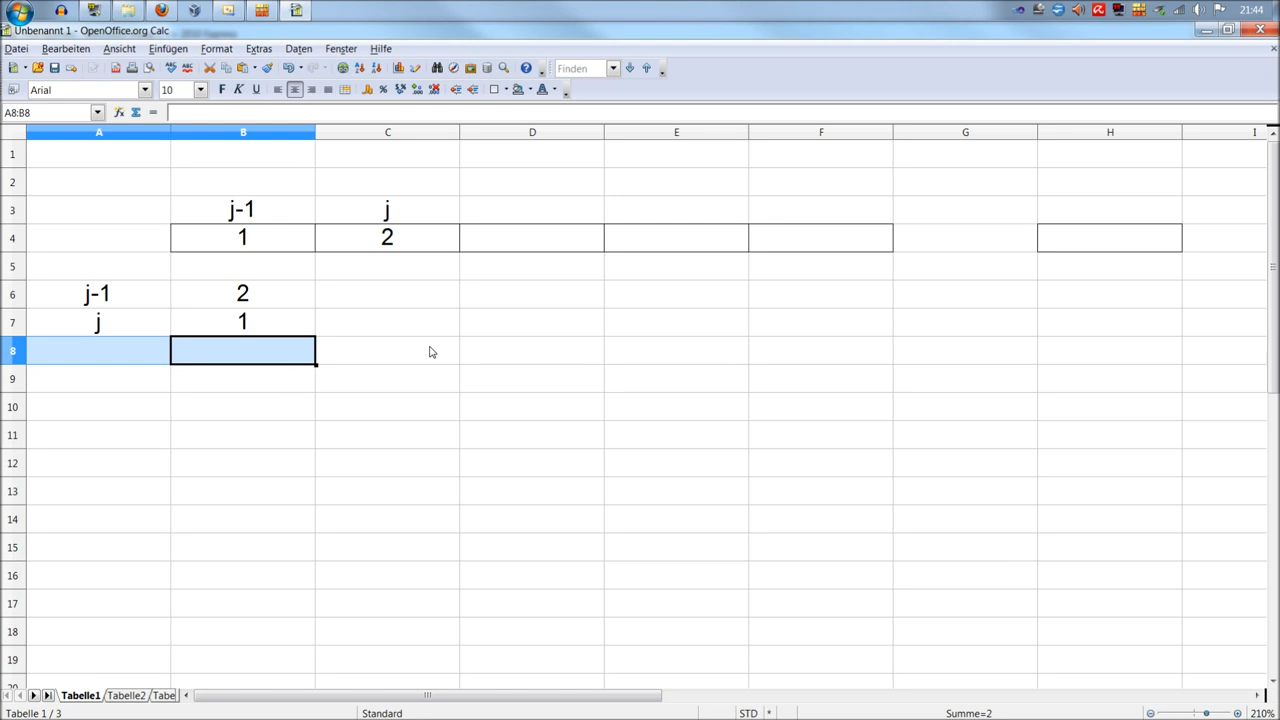 21:44
Unbenannt 1 - OpenOffice.org Calc
Datei Bearbeiten Ansicht Einfügen Format Extras Daten Fenster Hilfe
Finden
Arial 10
A8:B8
A B C D E F G H I
1
2
3 j-1 j
4 1 2
5
6 j-1 2
7 j 1
8
9
10
11
12
13
14
15
16
17
18
19
Tabelle1 Tabelle2 Tabe
Tabelle 1 / 3 Standard STD * Summe=2 210%